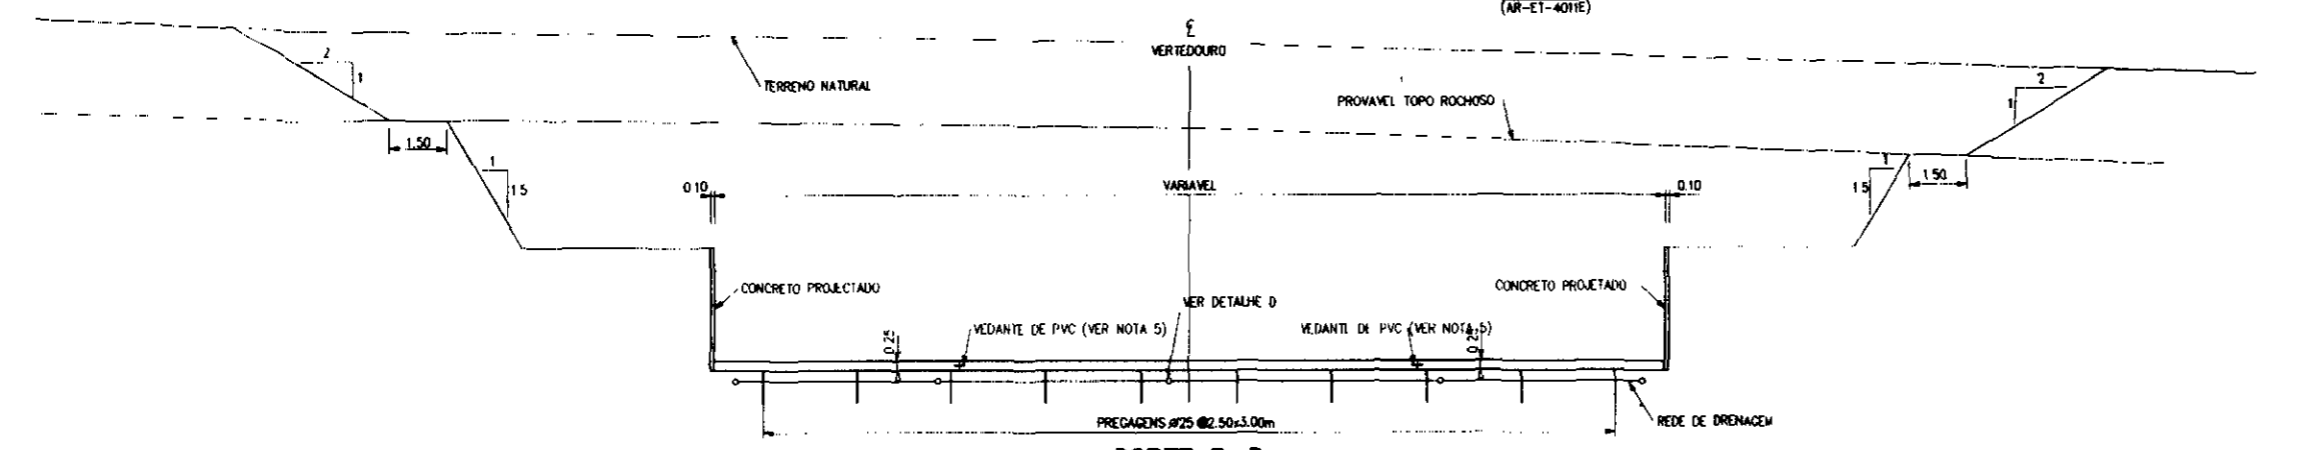 (AR-ET-4011E)
℄
VERTEDOURO
2
1
TERRENO NATURAL
PROVAVEL TOPO ROCHOSO
2
1
1.50
1
1 5
0 10
VARIAVEL
0.10
1
1 5
1 50
CONCRETO PROJECTADO
VER DETALHE D
CONCRETO PROJETADO
0 25
VEDANTE DE PVC (VER NOTA 5)
VEDANTE DE PVC (VER NOTA 5)
0 25
PREGAGENS ø25 @2.50x3.00m
REDE DE DRENAGEM